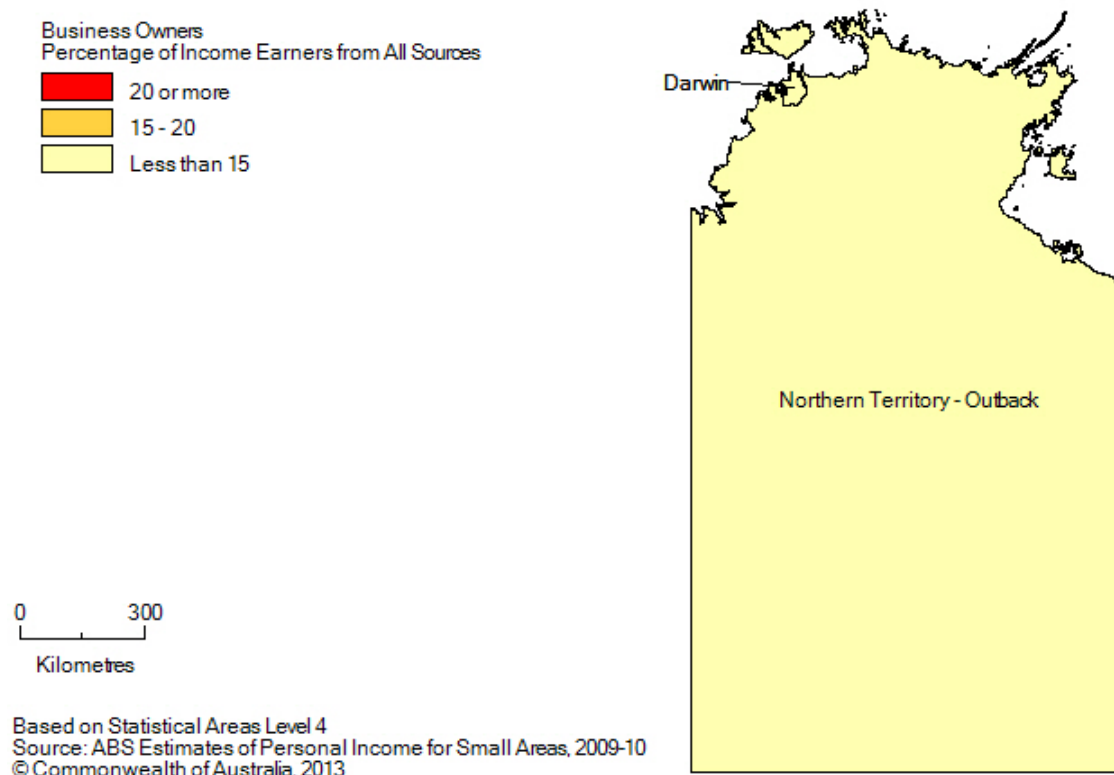 Business Owners
Percentage of Income Earners from All Sources
20 or more
15 - 20
Less than 15
Darwin
Northern Territory - Outback
0 300
Kilometres
Based on Statistical Areas Level 4
Source: ABS Estimates of Personal Income for Small Areas, 2009-10
© Commonwealth of Australia, 2013